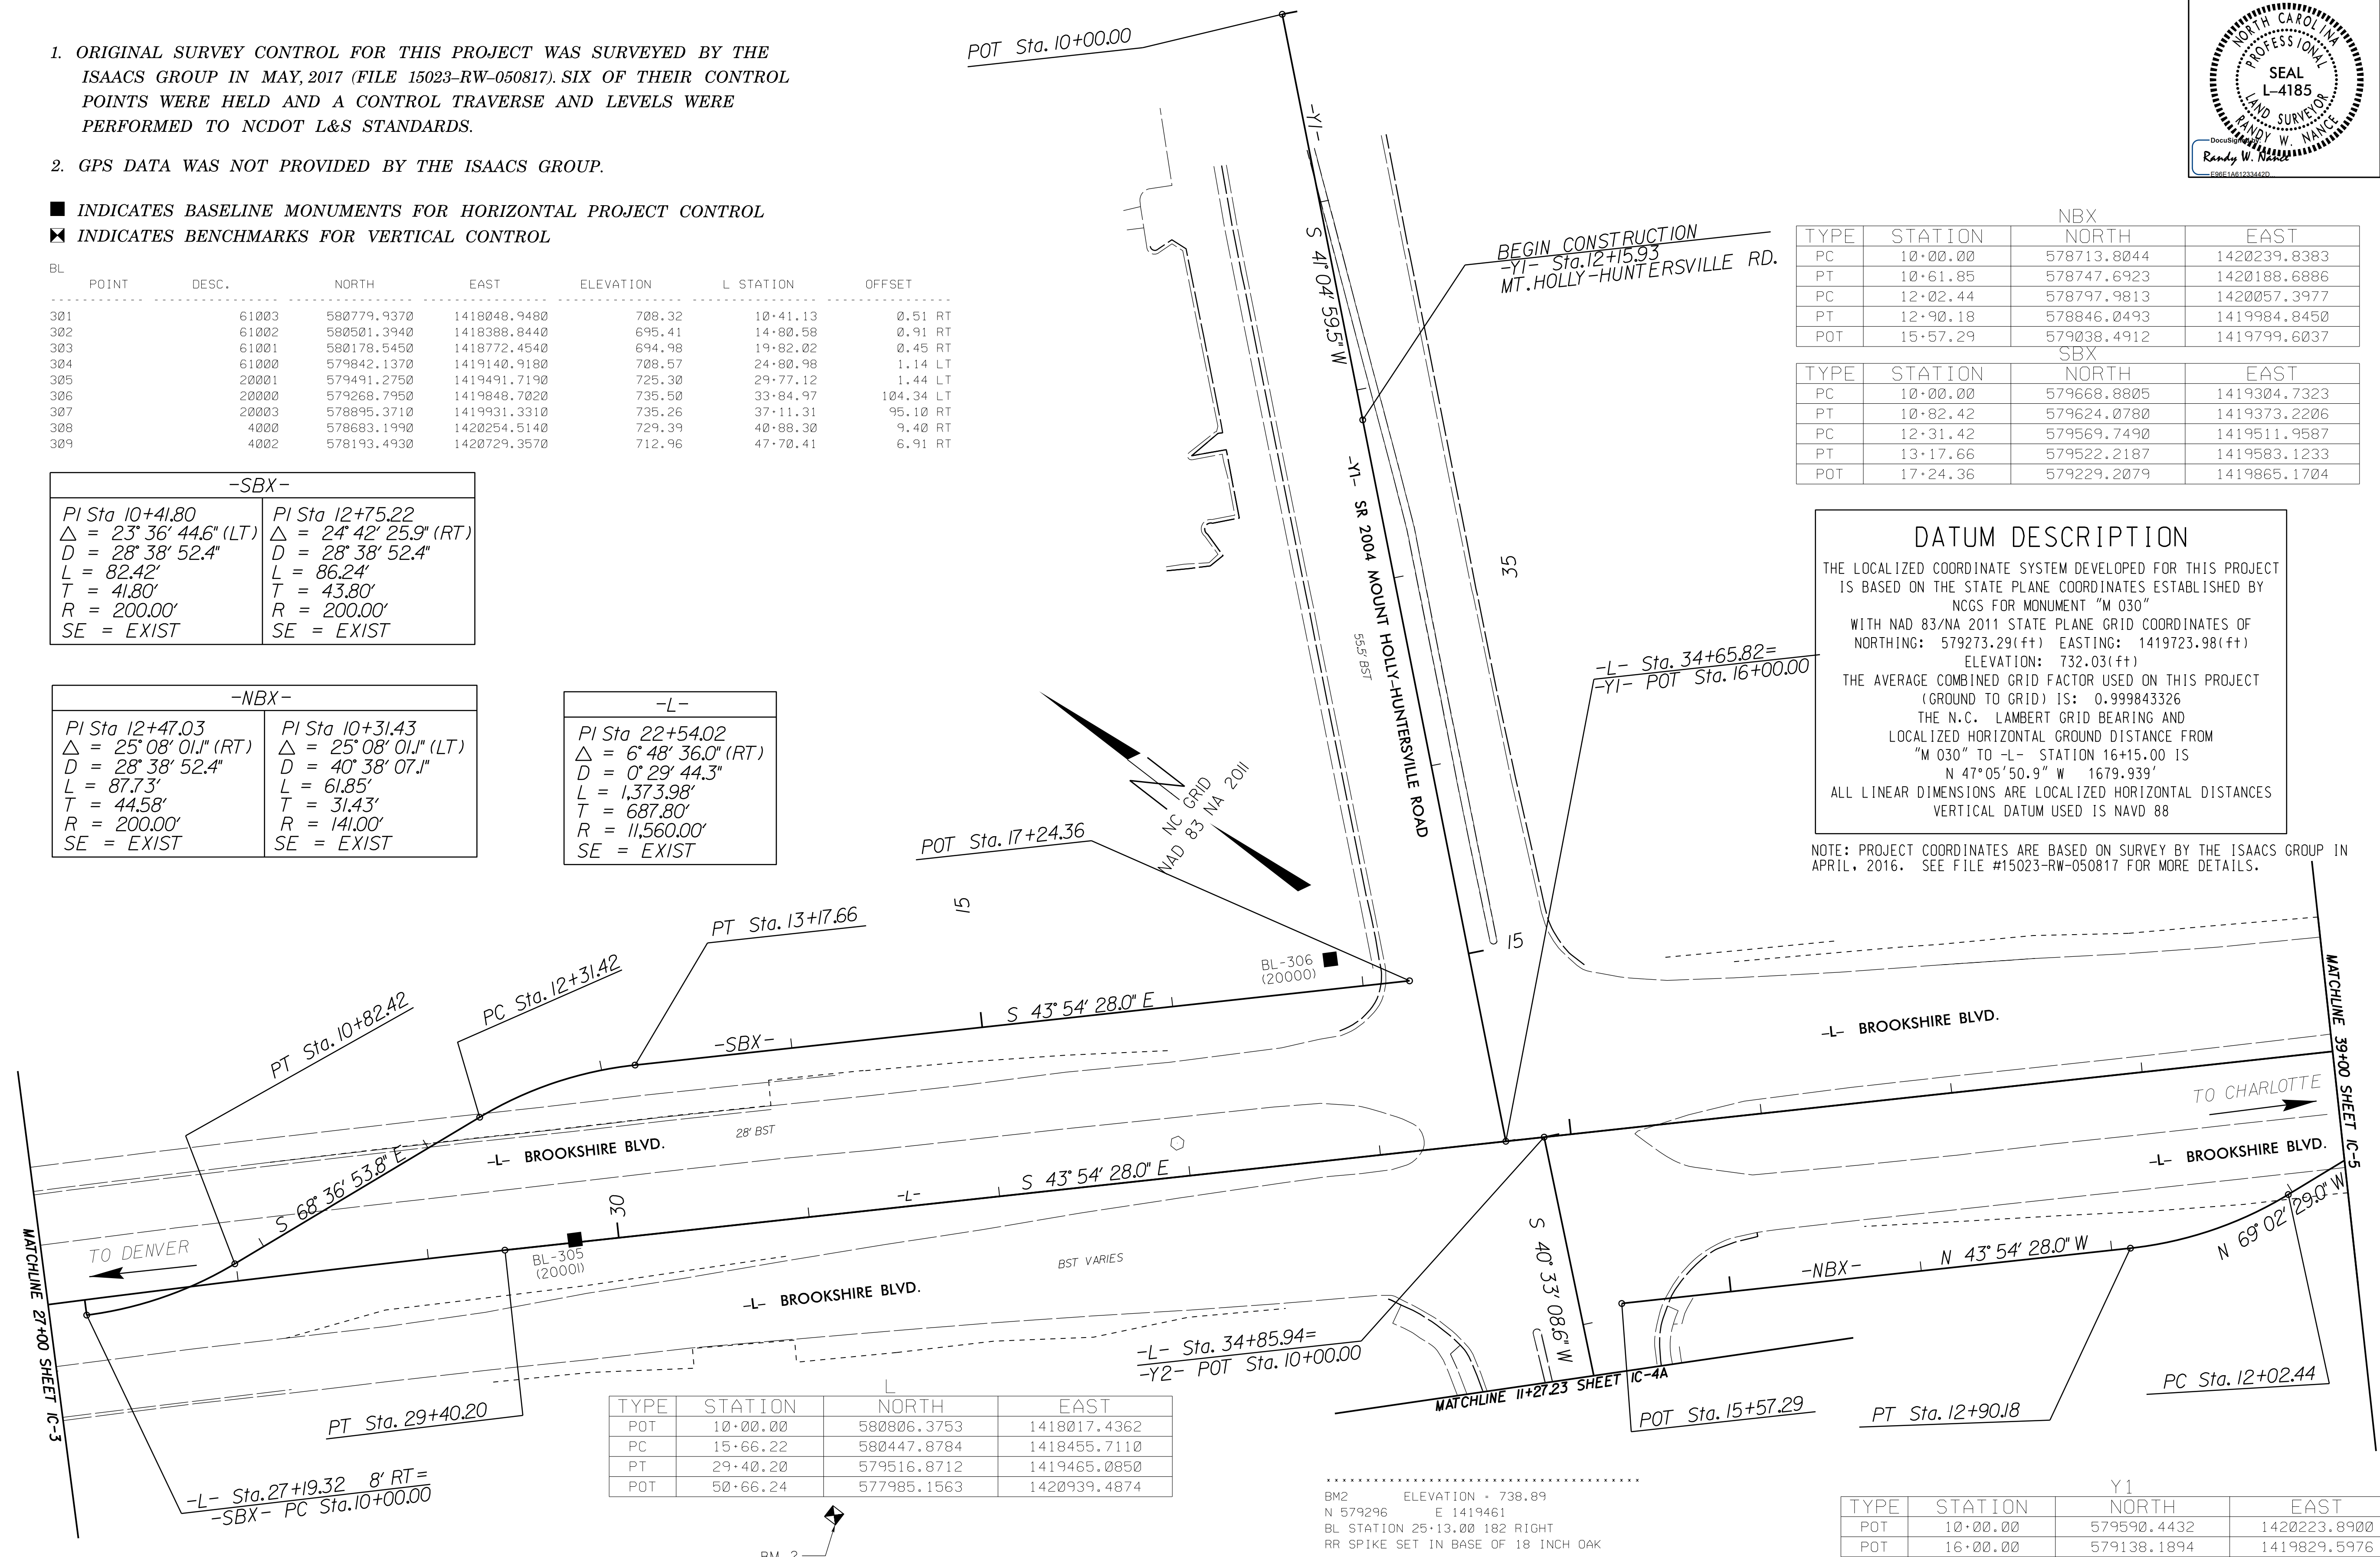 1. ORIGINAL SURVEY CONTROL FOR THIS PROJECT WAS SURVEYED BY THE
ISAACS GROUP IN MAY, 2017 (FILE 15023–RW–050817). SIX OF THEIR CONTROL
POINTS WERE HELD AND A CONTROL TRAVERSE AND LEVELS WERE
PERFORMED TO NCDOT L&S STANDARDS.
2. GPS DATA WAS NOT PROVIDED BY THE ISAACS GROUP.
■ INDICATES BASELINE MONUMENTS FOR HORIZONTAL PROJECT CONTROL
INDICATES BENCHMARKS FOR VERTICAL CONTROL
BL
POINT DESC. NORTH EAST ELEVATION L STATION OFFSET
301 61003 580779.9370 1418048.9480 708.32 10+41.13 0.51 RT
302 61002 580501.3940 1418388.8440 695.41 14+80.58 0.91 RT
303 61001 580178.5450 1418772.4540 694.98 19+82.02 0.45 RT
304 61000 579842.1370 1419140.9180 708.57 24+80.98 1.14 LT
305 20001 579491.2750 1419491.7190 725.30 29+77.12 1.44 LT
306 20000 579268.7950 1419848.7020 735.50 33+84.97 104.34 LT
307 20003 578895.3710 1419931.3310 735.26 37+11.31 95.10 RT
308 4000 578683.1990 1420254.5140 729.39 40+88.30 9.40 RT
309 4002 578193.4930 1420729.3570 712.96 47+70.41 6.91 RT
-SBX-
PI Sta 10+41.80 PI Sta 12+75.22
△ = 23° 36' 44.6" (LT) △ = 24° 42' 25.9" (RT)
D = 28° 38' 52.4" D = 28° 38' 52.4"
L = 82.42' L = 86.24'
T = 41.80' T = 43.80'
R = 200.00' R = 200.00'
SE = EXIST SE = EXIST
-NBX-
PI Sta 12+47.03 PI Sta 10+31.43
△ = 25° 08' 01.1" (RT) △ = 25° 08' 01.1" (LT)
D = 28° 38' 52.4" D = 40° 38' 07.1"
L = 87.73' L = 61.85'
T = 44.58' T = 31.43'
R = 200.00' R = 141.00'
SE = EXIST SE = EXIST
-L-
PI Sta 22+54.02
△ = 6° 48' 36.0" (RT)
D = 0° 29' 44.3"
L = 1,373.98'
T = 687.80'
R = 11,560.00'
SE = EXIST
POT Sta. 10+00.00
-Y1-
S 41° 04' 59.5" W
BEGIN CONSTRUCTION
-Y1- Sta. 12+15.93
MT. HOLLY-HUNTERSVILLE RD.
-Y1- SR 2004 MOUNT HOLLY-HUNTERSVILLE ROAD
55.5' BST
35
15
15
NORTH CAROLINA
PROFESSIONAL
SEAL
L-4185
LAND SURVEYOR
RANDY W. NANCE
DocuSigned by:
Randy W. Nance
E96E1A61233442D...
NBX
TYPE STATION NORTH EAST
PC 10+00.00 578713.8044 1420239.8383
PT 10+61.85 578747.6923 1420188.6886
PC 12+02.44 578797.9813 1420057.3977
PT 12+90.18 578846.0493 1419984.8450
POT 15+57.29 579038.4912 1419799.6037
SBX
TYPE STATION NORTH EAST
PC 10+00.00 579668.8805 1419304.7323
PT 10+82.42 579624.0780 1419373.2206
PC 12+31.42 579569.7490 1419511.9587
PT 13+17.66 579522.2187 1419583.1233
POT 17+24.36 579229.2079 1419865.1704
DATUM DESCRIPTION
THE LOCALIZED COORDINATE SYSTEM DEVELOPED FOR THIS PROJECT
IS BASED ON THE STATE PLANE COORDINATES ESTABLISHED BY
NCGS FOR MONUMENT "M 030"
WITH NAD 83/NA 2011 STATE PLANE GRID COORDINATES OF
NORTHING: 579273.29(ft) EASTING: 1419723.98(ft)
ELEVATION: 732.03(ft)
THE AVERAGE COMBINED GRID FACTOR USED ON THIS PROJECT
(GROUND TO GRID) IS: 0.999843326
THE N.C. LAMBERT GRID BEARING AND
LOCALIZED HORIZONTAL GROUND DISTANCE FROM
"M 030" TO -L- STATION 16+15.00 IS
N 47°05'50.9" W 1679.939'
ALL LINEAR DIMENSIONS ARE LOCALIZED HORIZONTAL DISTANCES
VERTICAL DATUM USED IS NAVD 88
NOTE: PROJECT COORDINATES ARE BASED ON SURVEY BY THE ISAACS GROUP IN
APRIL, 2016. SEE FILE #15023-RW-050817 FOR MORE DETAILS.
-L- Sta. 34+65.82=
-Y1- POT Sta. 16+00.00
NC GRID
NAD 83 NA 2011
POT Sta. 17+24.36
PT Sta. 13+17.66
PC Sta. 12+31.42
PT Sta. 10+82.42
BL-306
(20000)
-SBX-
S 43° 54' 28.0" E
-L- BROOKSHIRE BLVD.
TO CHARLOTTE
MATCHLINE 39+00 SHEET IC-5
-L- BROOKSHIRE BLVD.
28' BST
S 68° 36' 53.8" E
-L- BROOKSHIRE BLVD.
S 43° 54' 28.0" E
-L-
30
TO DENVER
MATCHLINE 27+00 SHEET IC-3
BL-305
(20001)
BST VARIES
-L- BROOKSHIRE BLVD.
S 40° 33' 08.6" W
-NBX-
N 43° 54' 28.0" W
N 69° 02' 29.0" W
-L- Sta. 34+85.94=
-Y2- POT Sta. 10+00.00
MATCHLINE 11+27.23 SHEET IC-4A
POT Sta. 15+57.29
PT Sta. 12+90.18
PC Sta. 12+02.44
PT Sta. 29+40.20
-L- Sta. 27+19.32 8' RT=
-SBX- PC Sta. 10+00.00
L
TYPE STATION NORTH EAST
POT 10+00.00 580806.3753 1418017.4362
PC 15+66.22 580447.8784 1418455.7110
PT 29+40.20 579516.8712 1419465.0850
POT 50+66.24 577985.1563 1420939.4874
BM 2
BM2 ELEVATION = 738.89
N 579296 E 1419461
BL STATION 25+13.00 182 RIGHT
RR SPIKE SET IN BASE OF 18 INCH OAK
Y1
TYPE STATION NORTH EAST
POT 10+00.00 579590.4432 1420223.8900
POT 16+00.00 579138.1894 1419829.5976